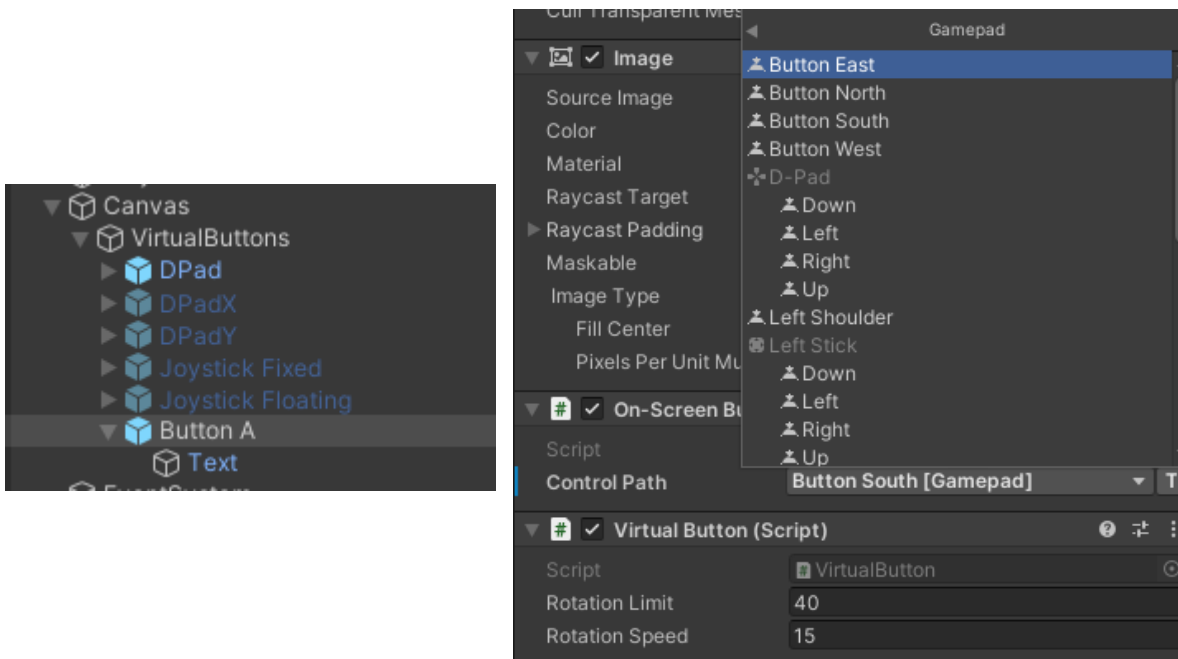 Canvas
VirtualButtons
DPad
DPadX
DPadY
Joystick Fixed
Joystick Floating
Button A
Text
Image
Source Image
Color
Material
Raycast Target
Raycast Padding
Maskable
Image Type
Fill Center
Pixels Per Unit Mu
On-Screen Bu
Script
Control Path
Button South [Gamepad]
T
Gamepad
Button East
Button North
Button South
Button West
D-Pad
Down
Left
Right
Up
Left Shoulder
Left Stick
Down
Left
Right
Up
Virtual Button (Script)
Script
VirtualButton
Rotation Limit
40
Rotation Speed
15